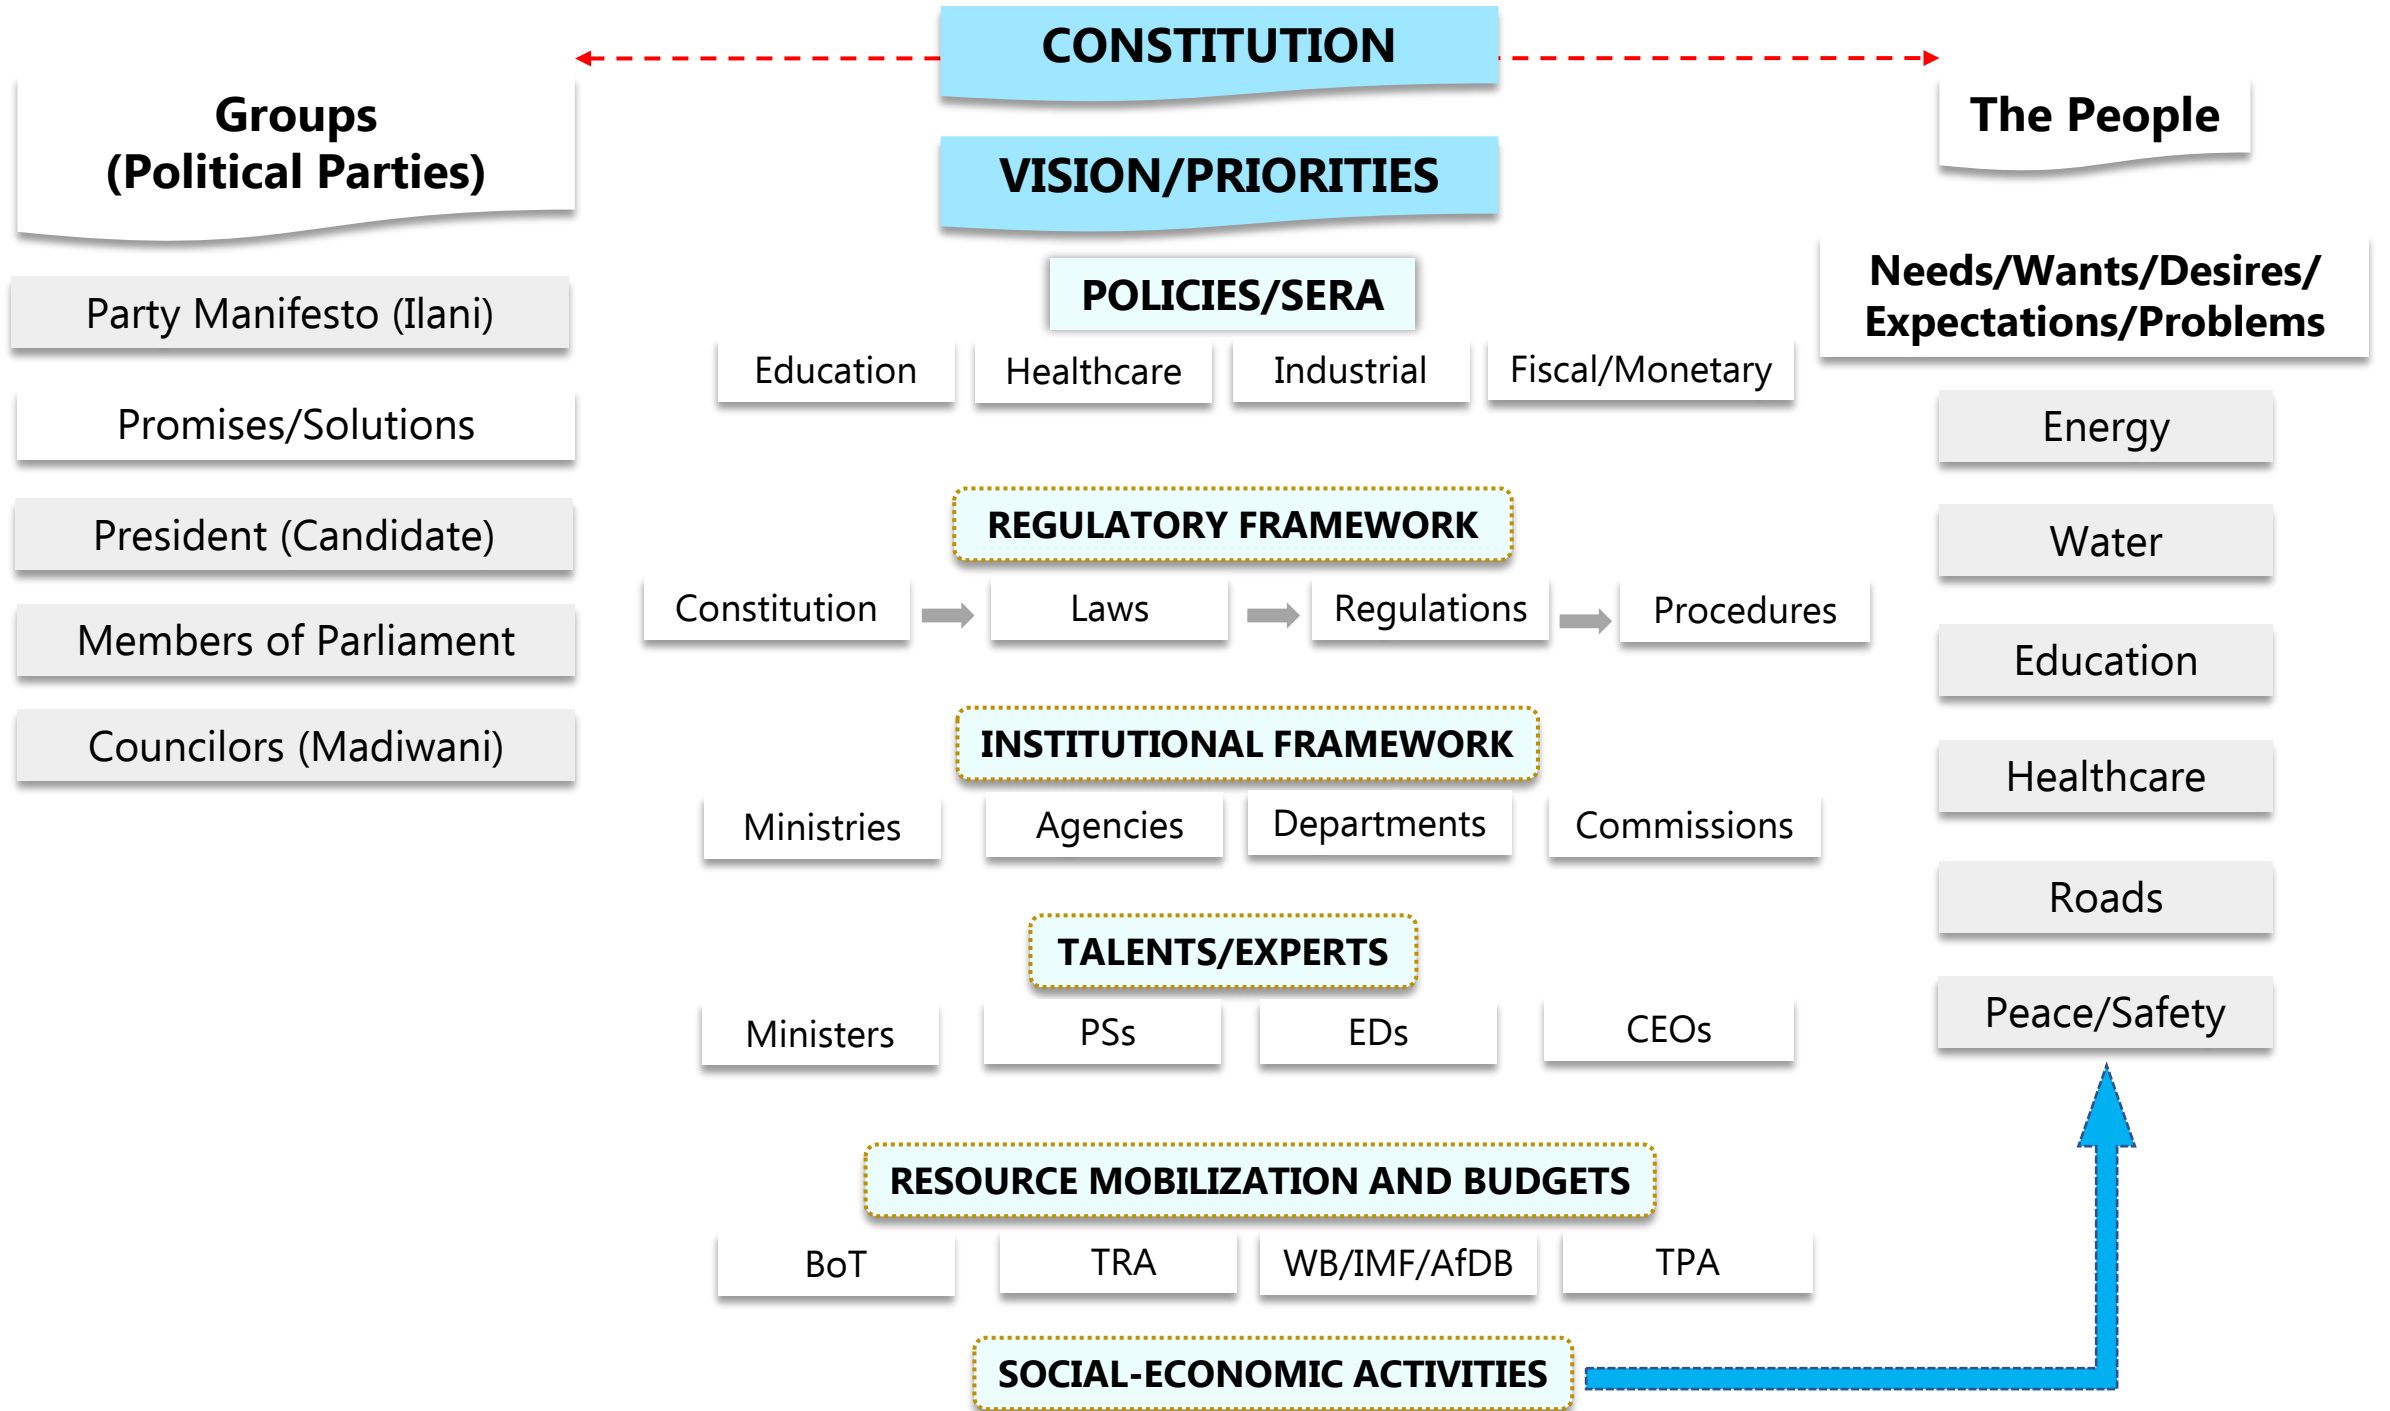 CONSTITUTION
Groups
(Political Parties)
The People
VISION/PRIORITIES
Party Manifesto (Ilani)
Promises/Solutions
President (Candidate)
Members of Parliament
Councilors (Madiwani)
POLICIES/SERA
Education
Healthcare
Industrial
Fiscal/Monetary
REGULATORY FRAMEWORK
Constitution
Laws
Regulations
Procedures
INSTITUTIONAL FRAMEWORK
Ministries
Agencies
Departments
Commissions
TALENTS/EXPERTS
Ministers
PSs
EDs
CEOs
RESOURCE MOBILIZATION AND BUDGETS
BoT
TRA
WB/IMF/AfDB
TPA
SOCIAL-ECONOMIC ACTIVITIES
Needs/Wants/Desires/
Expectations/Problems
Energy
Water
Education
Healthcare
Roads
Peace/Safety